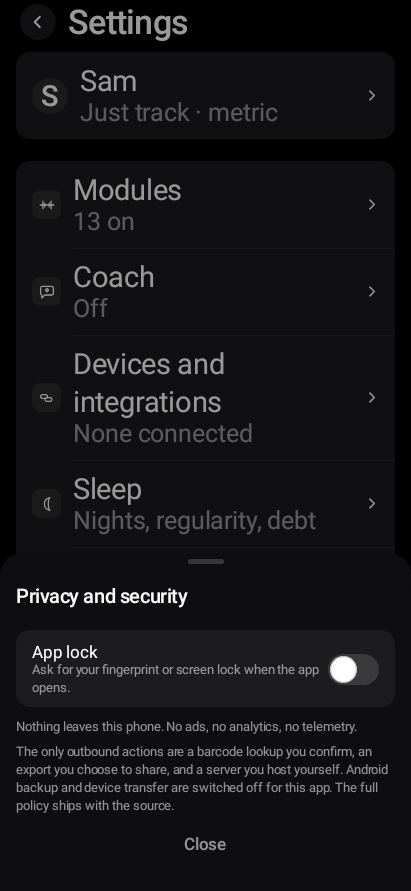 Settings
S
Sam
Just track · metric
Modules
13 on
Coach
Off
Devices and
integrations
None connected
Sleep
Nights, regularity, debt
Privacy and security
App lock
Ask for your fingerprint or screen lock when the app
opens.
Nothing leaves this phone. No ads, no analytics, no telemetry.
The only outbound actions are a barcode lookup you confirm, an
export you choose to share, and a server you host yourself. Android
backup and device transfer are switched off for this app. The full
policy ships with the source.
Close